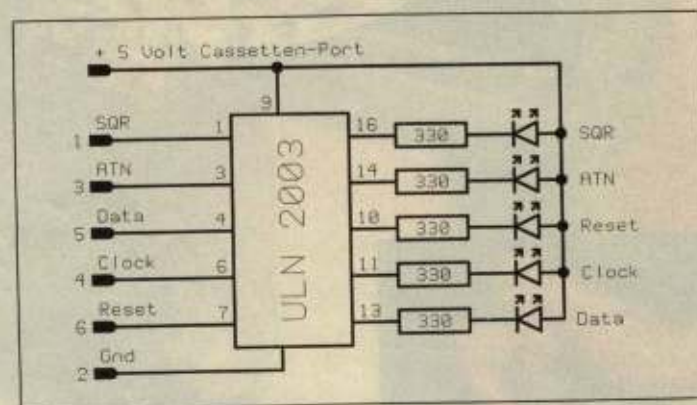 + 5 Volt Cassetten-Port
9
1 SQR 1
3 ATN 3
5 Data 4
4 Clock 6
6 Reset 7
2 Gnd
ULN 2003
16 330 SQR
14 330 ATN
10 330 Reset
11 330 Clock
13 330 Data